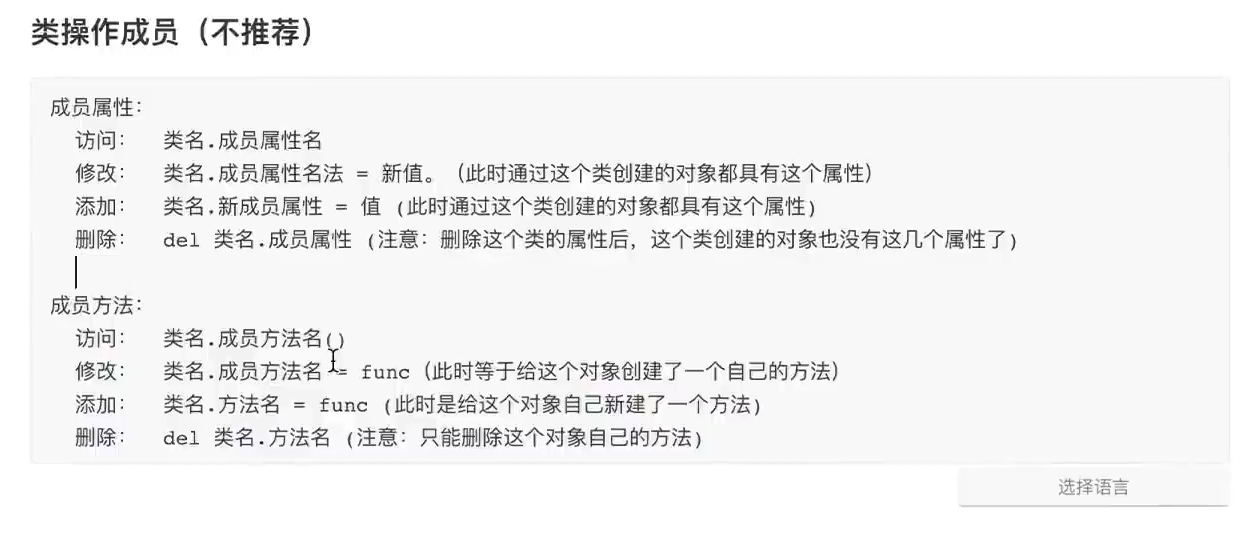 类操作成员（不推荐）
成员属性：
访问： 类名.成员属性名
修改： 类名.成员属性名法 = 新值。（此时通过这个类创建的对象都具有这个属性）
添加： 类名.新成员属性 = 值 (此时通过这个类创建的对象都具有这个属性)
删除： del 类名.成员属性 (注意：删除这个类的属性后，这个类创建的对象也没有这几个属性了)
成员方法：
访问： 类名.成员方法名()
修改： 类名.成员方法名 = func（此时等于给这个对象创建了一个自己的方法）
添加： 类名.方法名 = func (此时是给这个对象自己新建了一个方法)
删除： del 类名.方法名 (注意：只能删除这个对象自己的方法)
选择语言